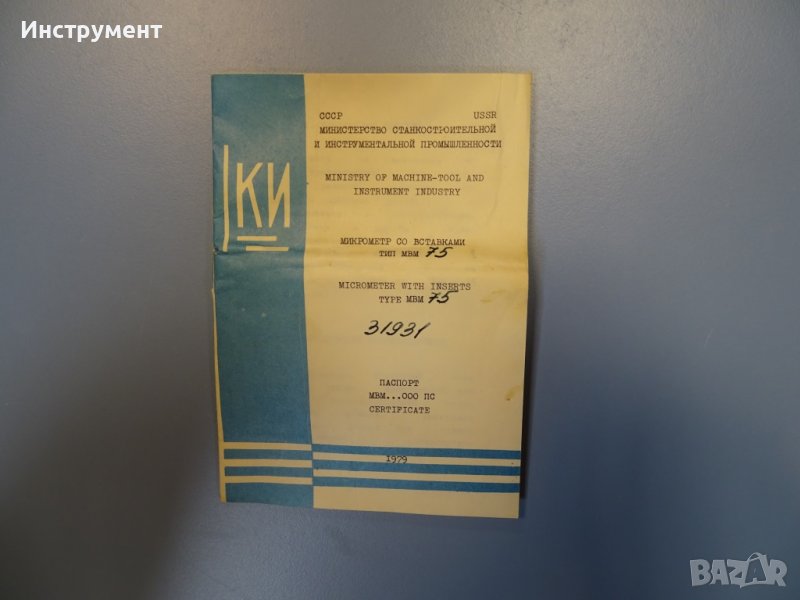 Инструмент
СССР USSR
МИНИСТЕРСТВО СТАНКОСТРОИТЕЛЬНОЙ
И ИНСТРУМЕНТАЛЬНОЙ ПРОМЫШЛЕННОСТИ
MINISTRY OF MACHINE-TOOL AND
INSTRUMENT INDUSTRY
КИ
МИКРОМЕТР СО ВСТАВКАМИ
ТИП МВМ 75
MICROMETER WITH INSERTS
TYPE МВМ 75
31931
ПАСПОРТ
МВМ...000 ПС
CERTIFICATE
1979
BAZAR